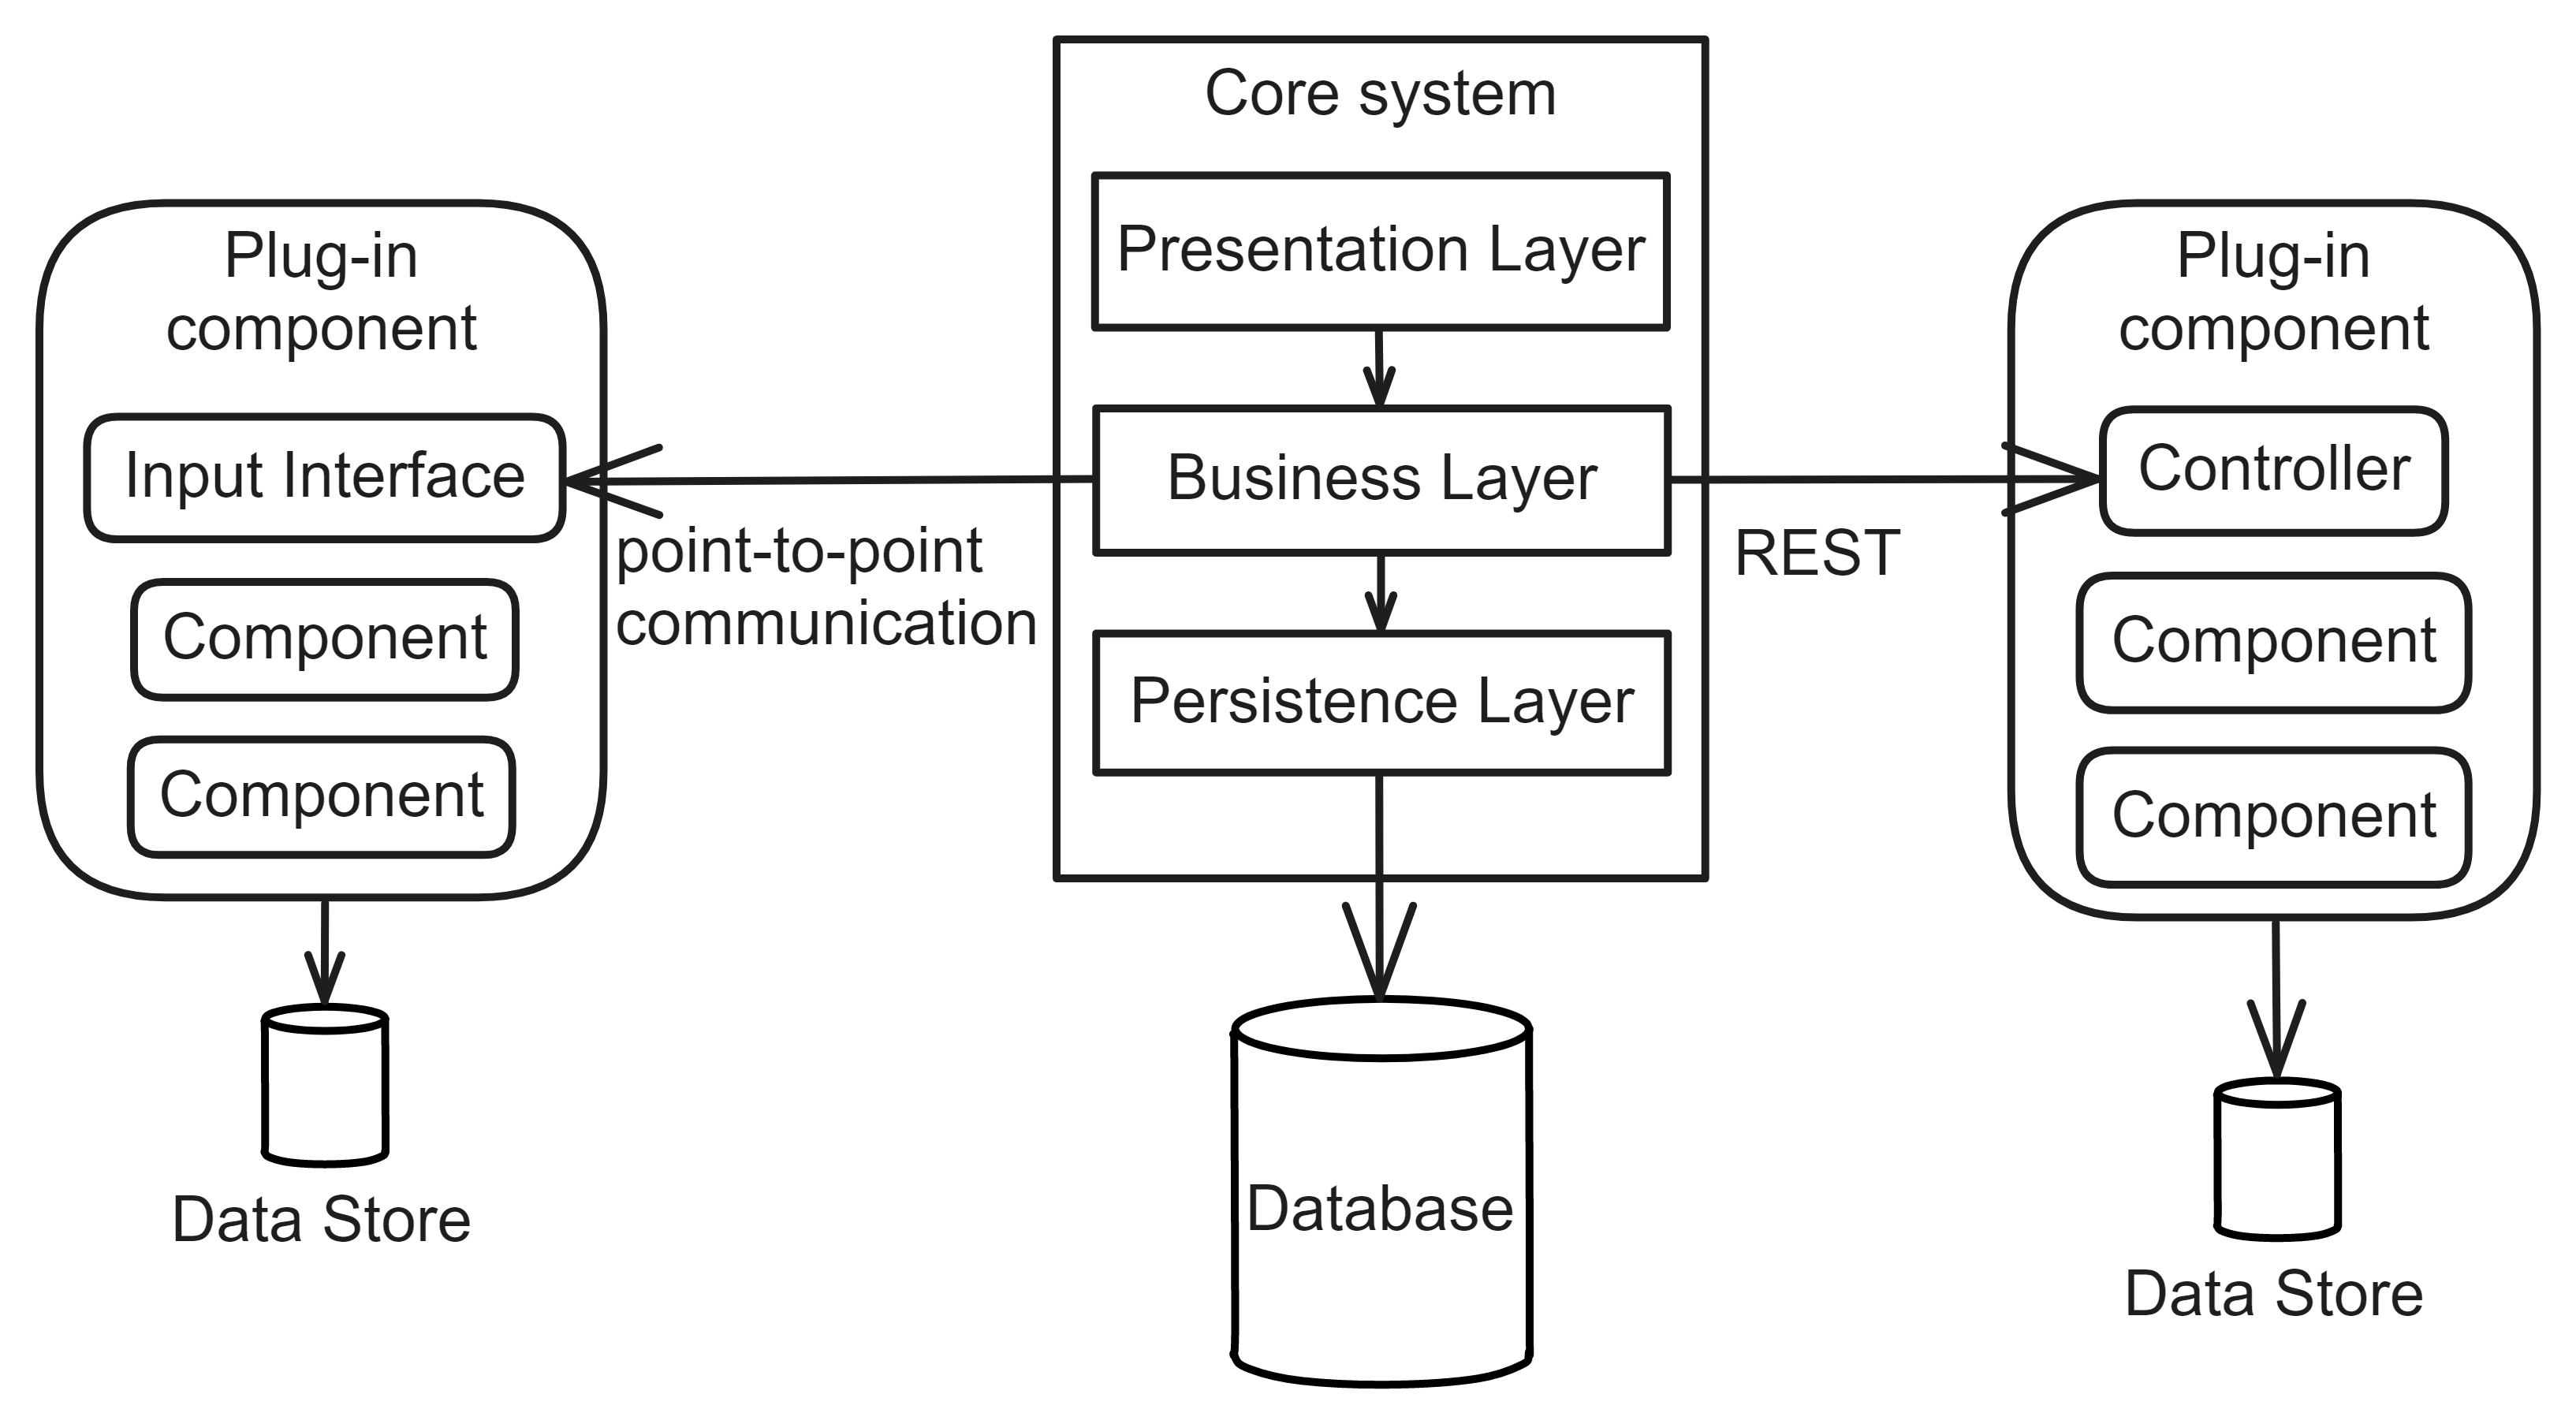 Core system
Presentation Layer
Business Layer
Persistence Layer
Database
Plug-in
component
Input Interface
Component
Component
Data Store
point-to-point
communication
REST
Plug-in
component
Controller
Component
Component
Data Store